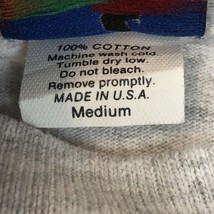 100% COTTON
Machine wash cold.
Tumble dry low.
Do not bleach.
Remove promptly.
MADE IN U.S.A.
Medium